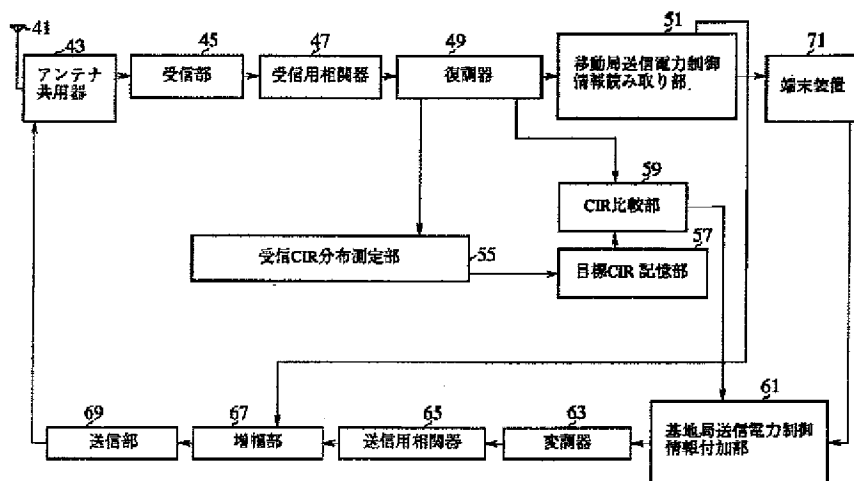 41
43
アンテナ
共用器
45
受信部
47
受信用相関器
49
復調器
51
移動局送信電力制御
情報読み取り部
71
端末装置
59
CIR比較部
受信CIR分布測定部
55
57
目標CIR 記憶部
69
送信部
67
増幅部
65
送信用相関器
63
変調器
61
基地局送信電力制御
情報付加部